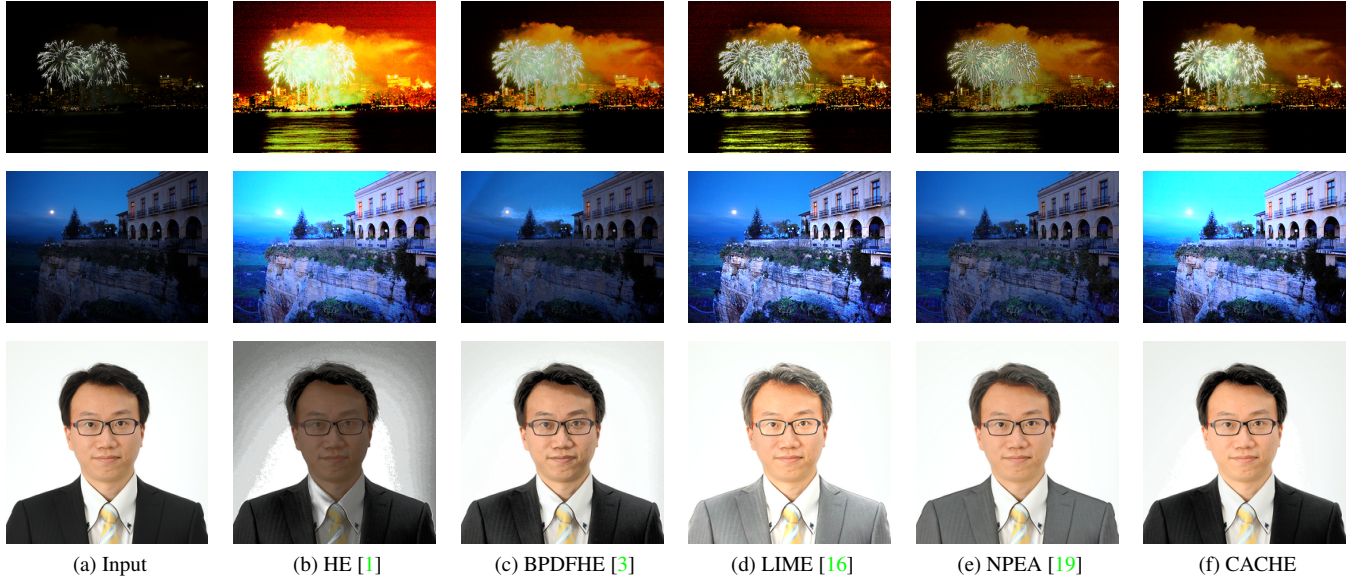 (a) Input (b) HE [1] (c) BPDFHE [3] (d) LIME [16] (e) NPEA [19] (f) CACHE